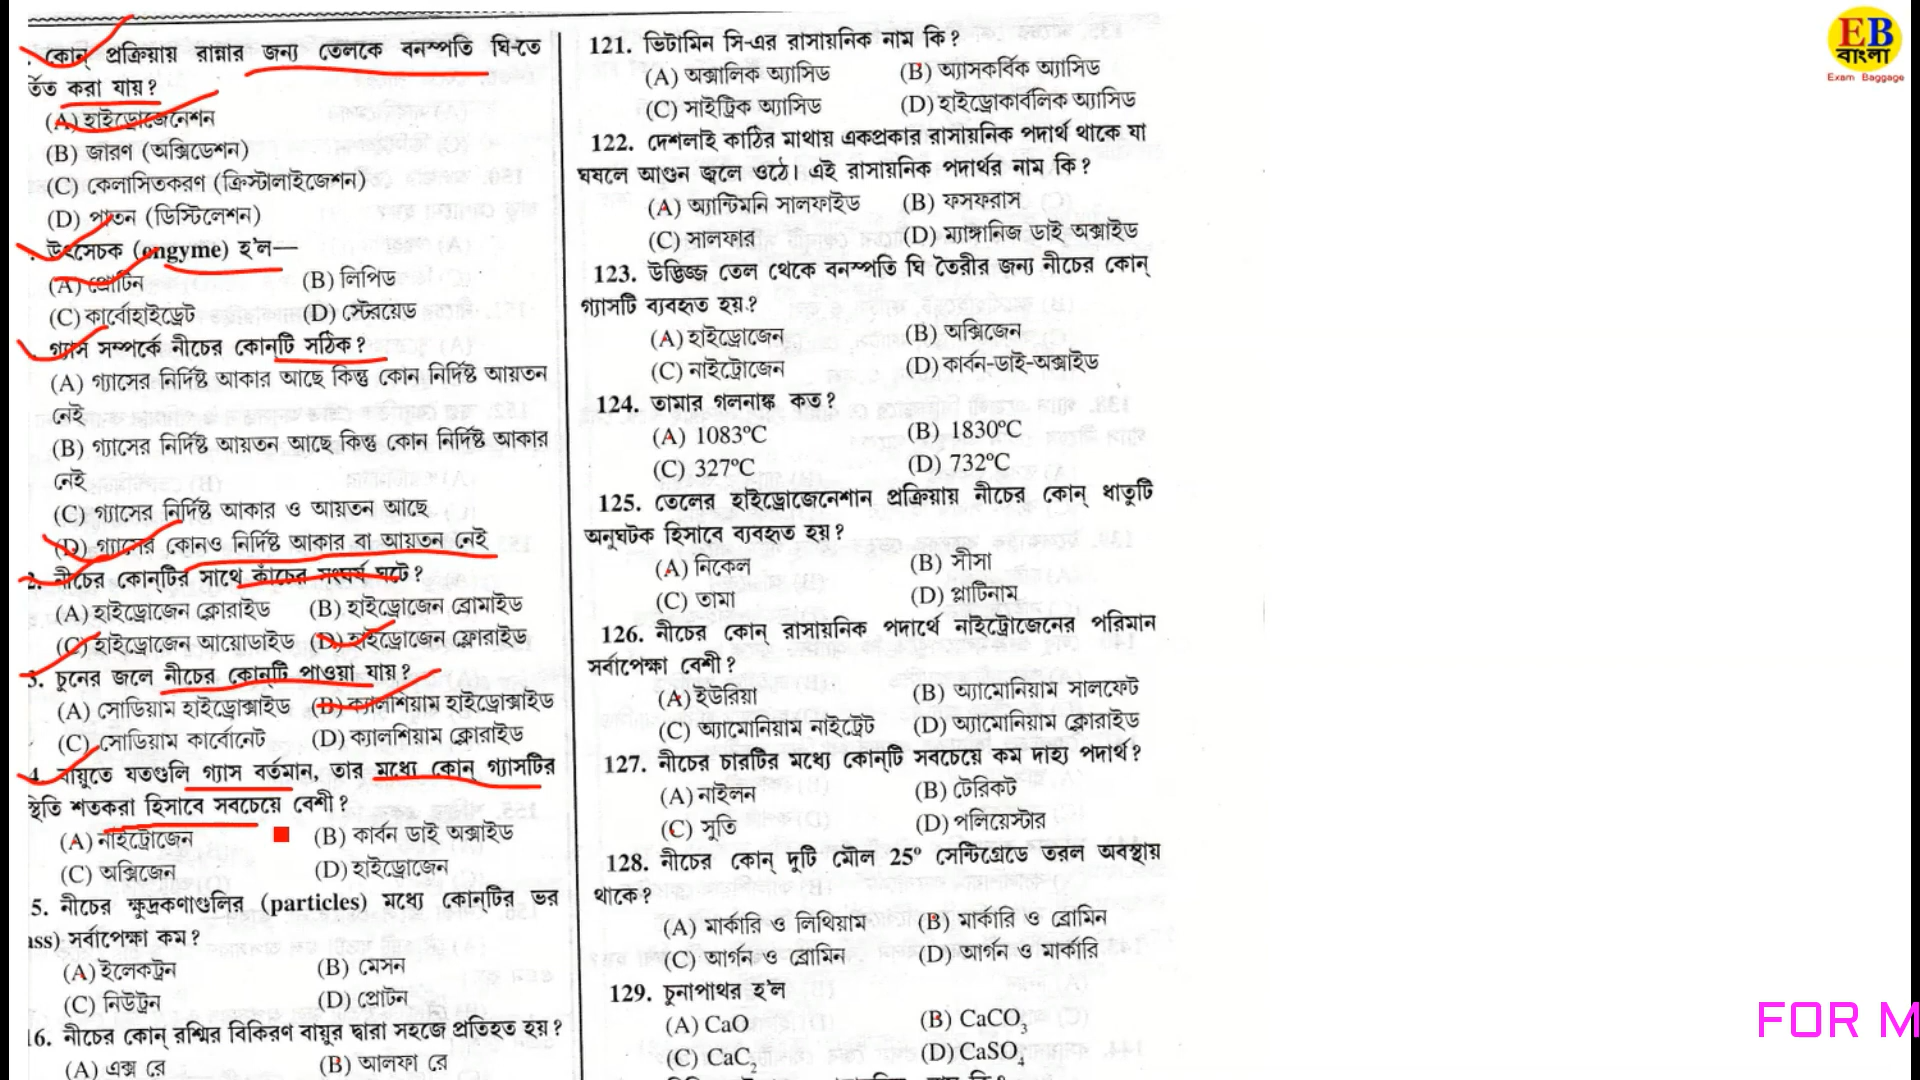 কোন্ প্রক্রিয়ায় রান্নার জন্য তেলকে বনস্পতি ঘি-তে
র্তিত করা যায়?
(A) হাইড্রোজেনেশন
(B) জারণ (অক্সিডেশন)
(C) কেলাসিতকরণ (ক্রিস্টালাইজেশন)
(D) পাতন (ডিস্টিলেশন)
উৎসেচক (engyme) হ'ল—
(A) প্রোটিন (B) লিপিড
(C) কার্বোহাইড্রেট (D) স্টেরয়েড
গ্যাস সম্পর্কে নীচের কোনটি সঠিক?
(A) গ্যাসের নির্দিষ্ট আকার আছে কিন্তু কোন নির্দিষ্ট আয়তন
নেই
(B) গ্যাসের নির্দিষ্ট আয়তন আছে কিন্তু কোন নির্দিষ্ট আকার
নেই
(C) গ্যাসের নির্দিষ্ট আকার ও আয়তন আছে
(D) গ্যাসের কোনও নির্দিষ্ট আকার বা আয়তন নেই
2. নীচের কোন্‌টির সাথে কাঁচের সংঘর্ষ ঘটে?
(A) হাইড্রোজেন ক্লোরাইড (B) হাইড্রোজেন ব্রোমাইড
(C) হাইড্রোজেন আয়োডাইড (D) হাইড্রোজেন ফ্লোরাইড
3. চুনের জলে নীচের কোন্‌টি পাওয়া যায়?
(A) সোডিয়াম হাইড্রোক্সাইড (B) ক্যালশিয়াম হাইড্রোক্সাইড
(C) সোডিয়াম কার্বোনেট (D) ক্যালশিয়াম ক্লোরাইড
4. বায়ুতে যতগুলি গ্যাস বর্তমান, তার মধ্যে কোন্ গ্যাসটির
স্থিতি শতকরা হিসাবে সবচেয়ে বেশী?
(A) নাইট্রোজেন (B) কার্বন ডাই অক্সাইড
(C) অক্সিজেন (D) হাইড্রোজেন
5. নীচের ক্ষুদ্রকণাগুলির (particles) মধ্যে কোন্‌টির ভর
ass) সর্বাপেক্ষা কম?
(A) ইলেকট্রন (B) মেসন
(C) নিউট্রন (D) প্রোটন
16. নীচের কোন্ রশ্মির বিকিরণ বায়ুর দ্বারা সহজে প্রতিহত হয়?
(A) এক্স রে (B) আলফা রে
121. ভিটামিন সি-এর রাসায়নিক নাম কি?
(A) অক্সালিক অ্যাসিড (B) অ্যাসকর্বিক অ্যাসিড
(C) সাইট্রিক অ্যাসিড (D) হাইড্রোকার্বলিক অ্যাসিড
122. দেশলাই কাঠির মাথায় একপ্রকার রাসায়নিক পদার্থ থাকে যা
ঘষলে আগুন জ্বলে ওঠে। এই রাসায়নিক পদার্থর নাম কি?
(A) অ্যান্টিমনি সালফাইড (B) ফসফরাস
(C) সালফার (D) ম্যাঙ্গানিজ ডাই অক্সাইড
123. উদ্ভিজ্জ তেল থেকে বনস্পতি ঘি তৈরীর জন্য নীচের কোন্
গ্যাসটি ব্যবহৃত হয়?
(A) হাইড্রোজেন (B) অক্সিজেন
(C) নাইট্রোজেন (D) কার্বন-ডাই-অক্সাইড
124. তামার গলনাঙ্ক কত?
(A) 1083ºC (B) 1830ºC
(C) 327ºC (D) 732ºC
125. তেলের হাইড্রোজেনেশান প্রক্রিয়ায় নীচের কোন্ ধাতুটি
অনুঘটক হিসাবে ব্যবহৃত হয়?
(A) নিকেল (B) সীসা
(C) তামা (D) প্লাটিনাম
126. নীচের কোন্ রাসায়নিক পদার্থে নাইট্রোজেনের পরিমান
সর্বাপেক্ষা বেশী?
(A) ইউরিয়া (B) অ্যামোনিয়াম সালফেট
(C) অ্যামোনিয়াম নাইট্রেট (D) অ্যামোনিয়াম ক্লোরাইড
127. নীচের চারটির মধ্যে কোন্‌টি সবচেয়ে কম দাহ্য পদার্থ?
(A) নাইলন (B) টেরিকট
(C) সুতি (D) পলিয়েস্টার
128. নীচের কোন্ দুটি মৌল 25º সেন্টিগ্রেডে তরল অবস্থায়
থাকে?
(A) মার্কারি ও লিথিয়াম (B) মার্কারি ও ব্রোমিন
(C) আর্গন ও ব্রোমিন (D) আর্গন ও মার্কারি
129. চুনাপাথর হ'ল
(A) CaO (B) CaCO₃
(C) CaC₂ (D) CaSO₄
EB
বাংলা
Exam Baggage
FOR M